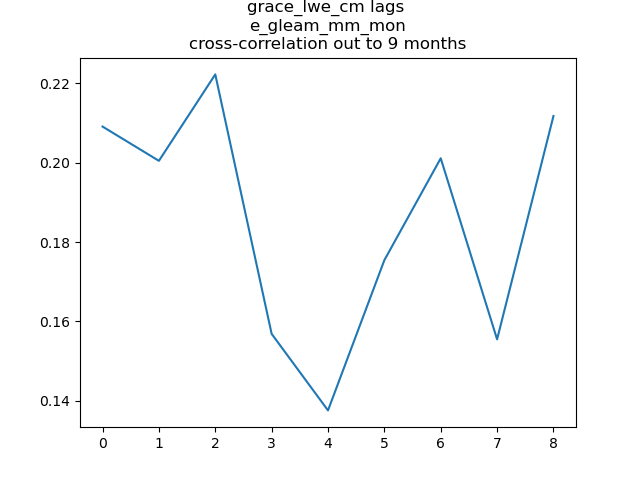 grace_lwe_cm lags
e_gleam_mm_mon
cross-correlation out to 9 months
0.22
0.20
0.18
0.16
0.14
0 1 2 3 4 5 6 7 8